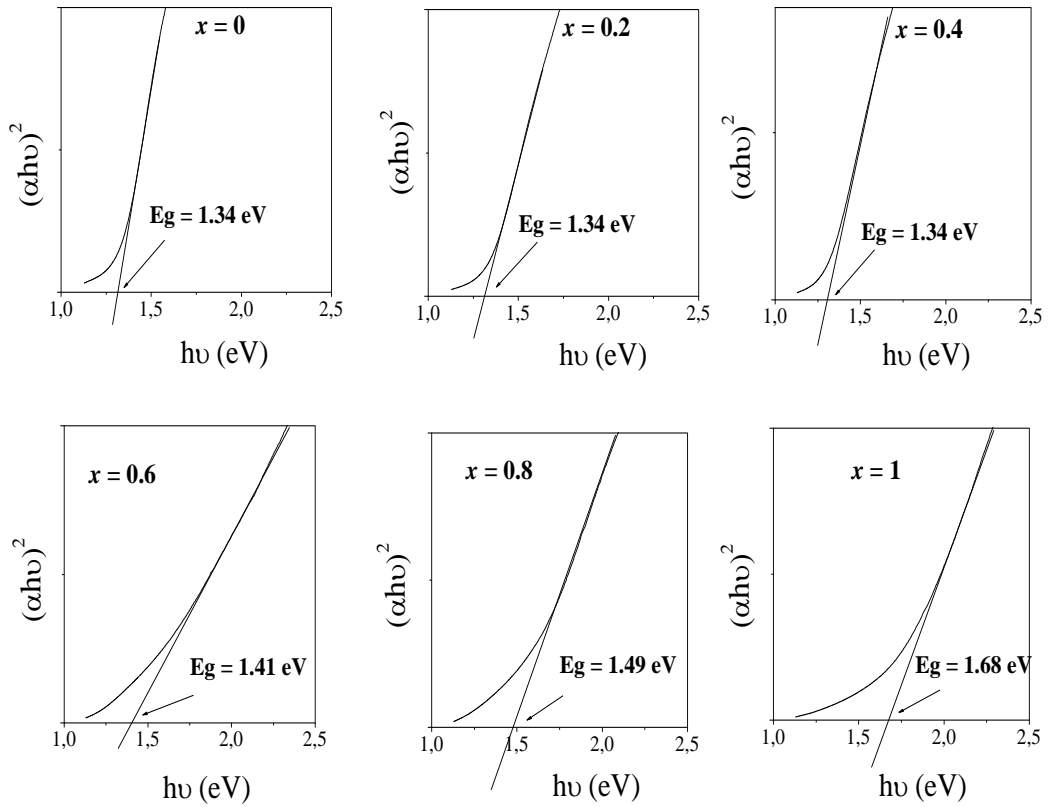 x = 0
(αhυ)²
Eg = 1.34 eV
1,0 1,5 2,0 2,5
hυ (eV)
x = 0.2
(αhυ)²
Eg = 1.34 eV
1,0 1,5 2,0 2,5
hυ (eV)
x = 0.4
(αhυ)²
Eg = 1.34 eV
1,0 1,5 2,0 2,5
hυ (eV)
x = 0.6
(αhυ)²
Eg = 1.41 eV
1,0 1,5 2,0 2,5
hυ (eV)
x = 0.8
(αhυ)²
Eg = 1.49 eV
1,0 1,5 2,0 2,5
hυ (eV)
x = 1
(αhυ)²
Eg = 1.68 eV
1,0 1,5 2,0 2,5
hυ (eV)